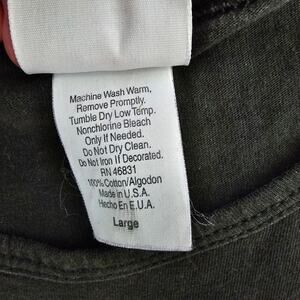 Machine Wash Warm,
Remove Promptly.
Tumble Dry Low Temp.
Nonchlorine Bleach
Only If Needed.
Do Not Dry Clean.
Do Not Iron If Decorated.
RN 46831
100% Cotton/Algodon
Made in U.S.A.
Hecho En E.U.A.
Large